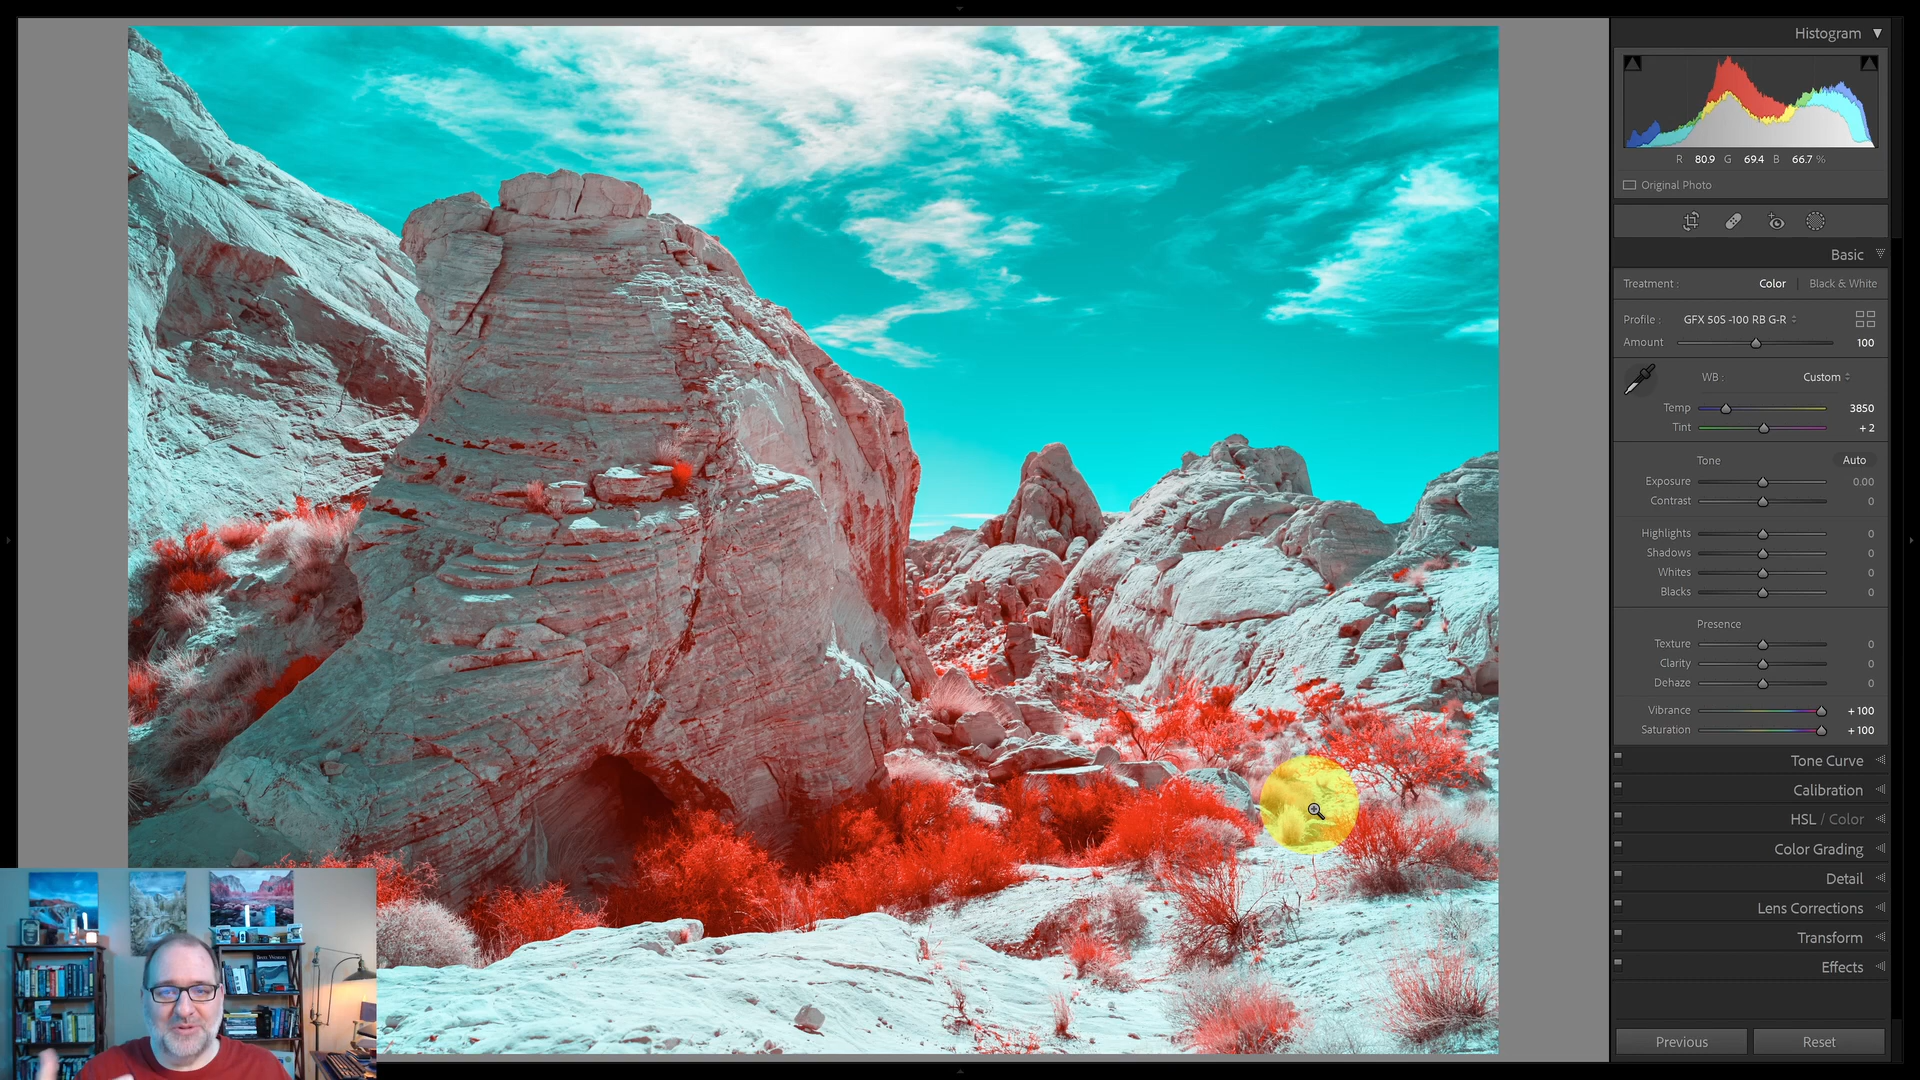 Histogram
R 80.9 G 69.4 B 66.7 %
Original Photo
Basic
Treatment : Color Black & White
Profile : GFX 50S -100 RB G-R
Amount 100
WB : Custom
Temp 3850
Tint + 2
Tone Auto
Exposure 0.00
Contrast 0
Highlights 0
Shadows 0
Whites 0
Blacks 0
Presence
Texture 0
Clarity 0
Dehaze 0
Vibrance + 100
Saturation + 100
Tone Curve
Calibration
HSL / Color
Color Grading
Detail
Lens Corrections
Transform
Effects
Previous Reset